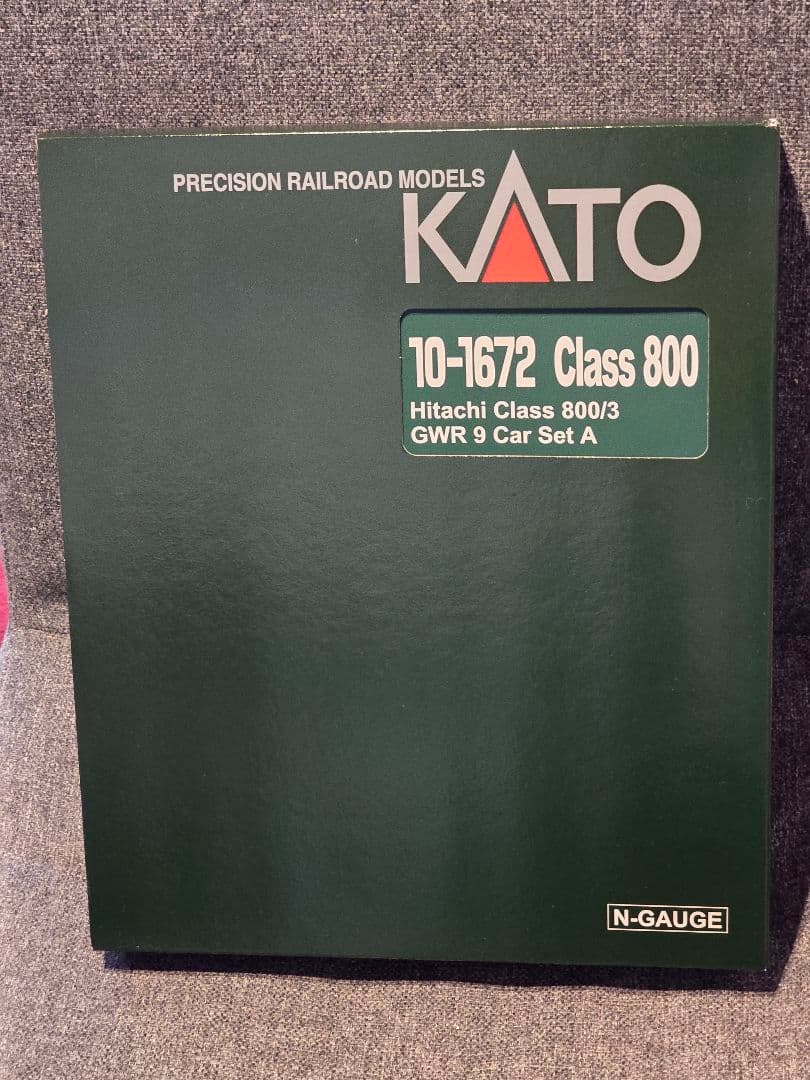 PRECISION RAILROAD MODELS
KATO
10-1672 Class 800
Hitachi Class 800/3
GWR 9 Car Set A
N-GAUGE